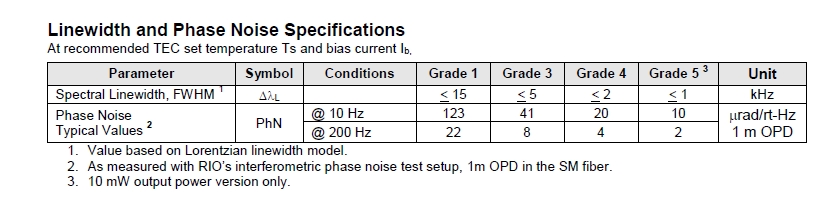 Linewidth and Phase Noise Specifications
At recommended TEC set temperature Ts and bias current Ib,
Parameter Symbol Conditions Grade 1 Grade 3 Grade 4 Grade 5 3 Unit
Spectral Linewidth, FWHM 1 ΔλL ≤ 15 ≤ 5 ≤ 2 ≤ 1 kHz
Phase Noise Typical Values 2 PhN @ 10 Hz 123 41 20 10 μrad/rt-Hz
@ 200 Hz 22 8 4 2 1 m OPD
1. Value based on Lorentzian linewidth model.
2. As measured with RIO's interferometric phase noise test setup, 1m OPD in the SM fiber.
3. 10 mW output power version only.